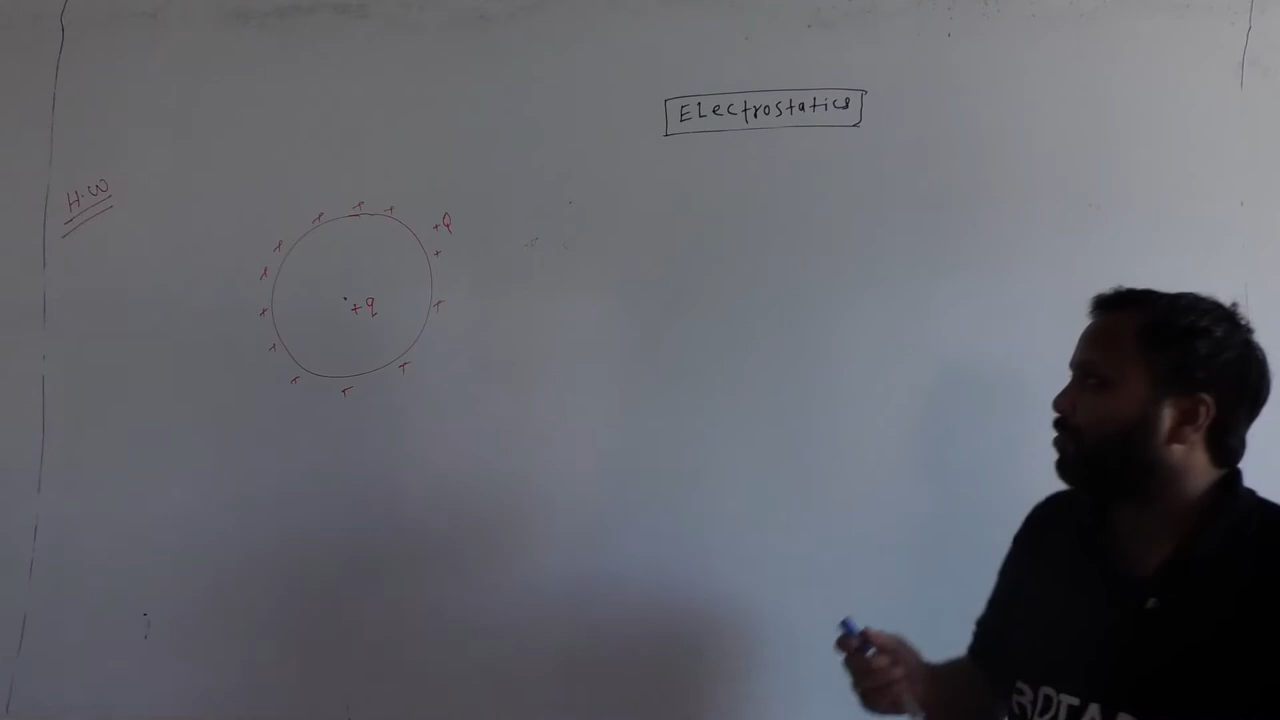 Electrostatics
H.W
+ + +
+Q
+
+
+
+ +q +
+
+ +
+